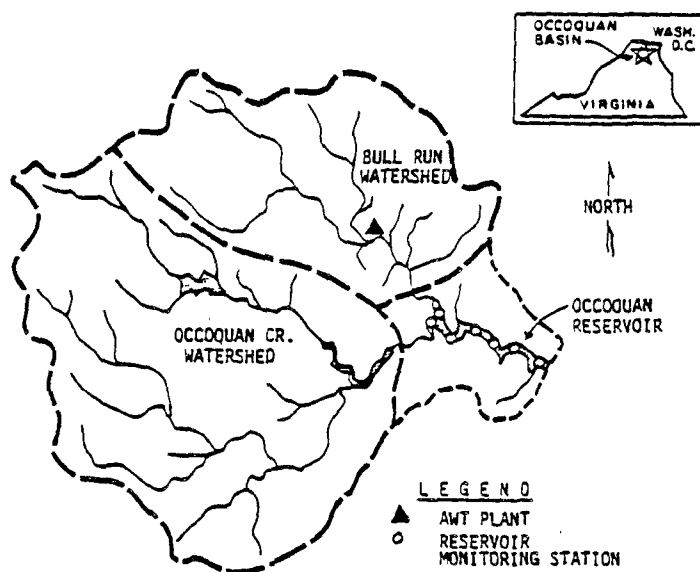 OCCOQUAN
BASIN
WASH.
D.C.
VIRGINIA
BULL RUN
WATERSHED
NORTH
OCCOQUAN
RESERVOIR
OCCOQUAN CR.
WATERSHED
LEGEND
AWT PLANT
RESERVOIR
MONITORING STATION